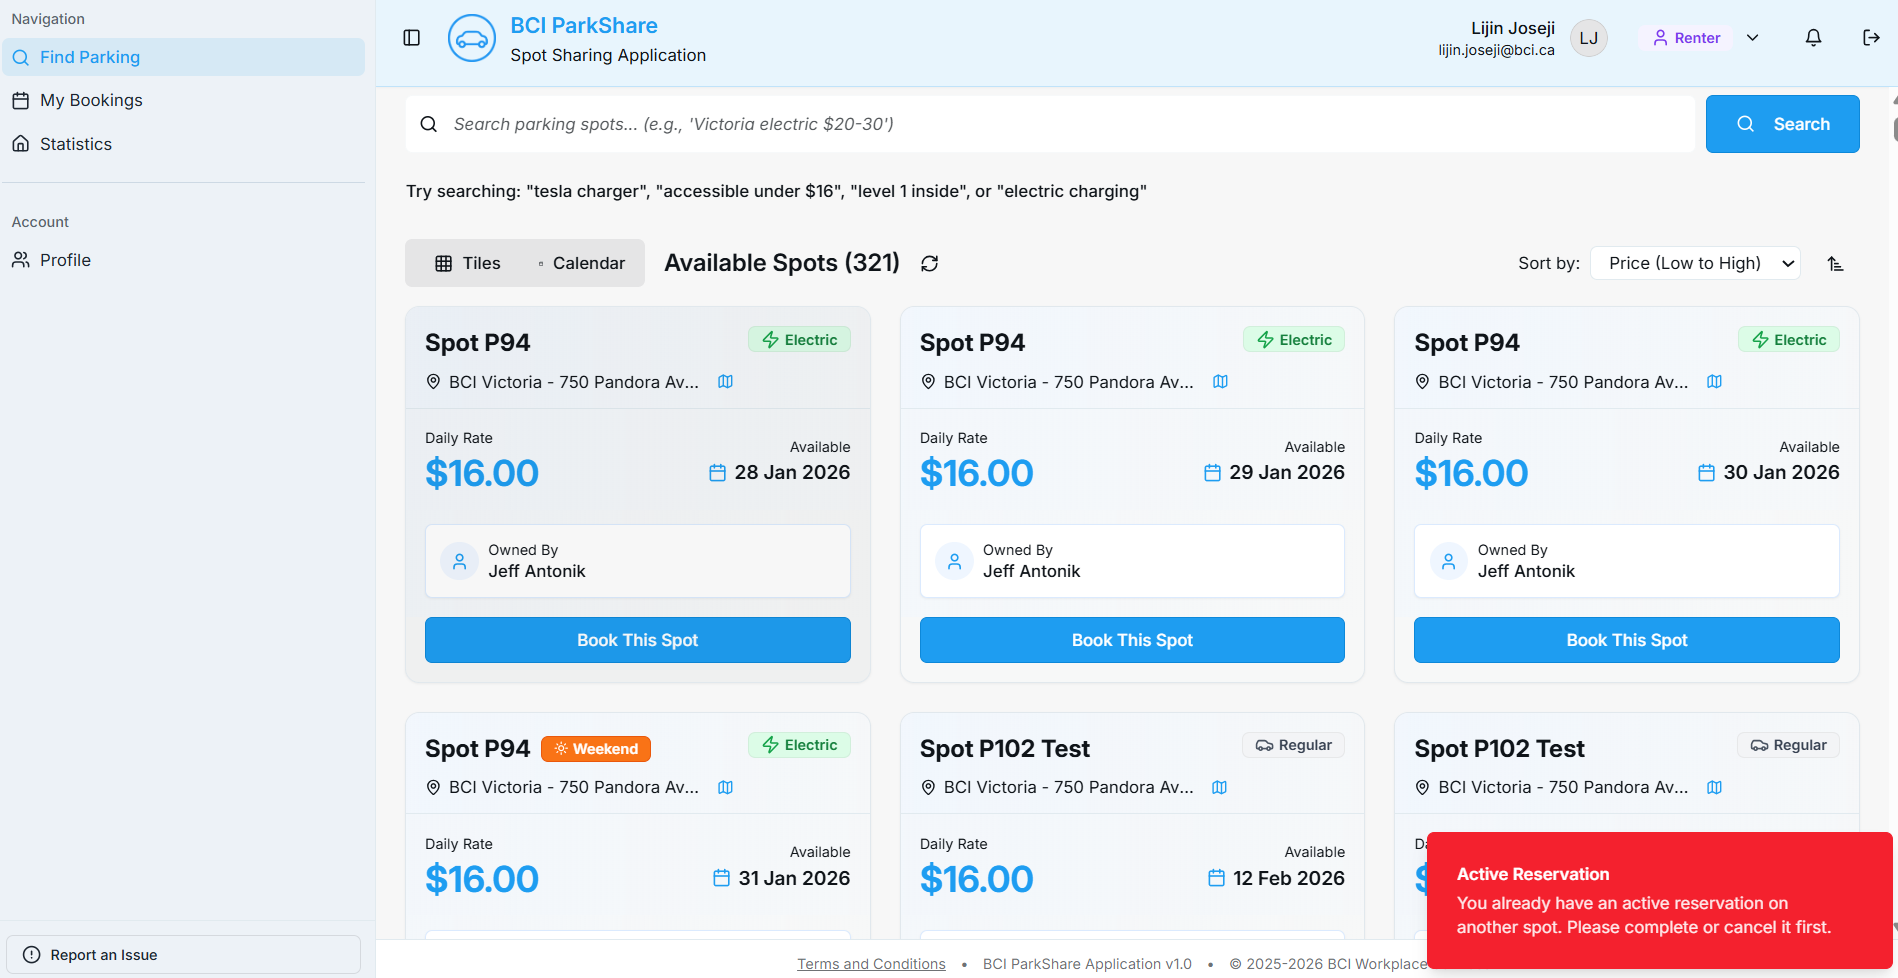 Navigation
Find Parking
My Bookings
Statistics
Account
Profile
Report an Issue
BCI ParkShare
Spot Sharing Application
Lijin Joseji
lijin.joseji@bci.ca
LJ
Renter
Search parking spots... (e.g., 'Victoria electric $20-30')
Search
Try searching: "tesla charger", "accessible under $16", "level 1 inside", or "electric charging"
Tiles
Calendar
Available Spots (321)
Sort by:
Price (Low to High)
Spot P94
Electric
BCI Victoria - 750 Pandora Av...
Daily Rate
$16.00
Available
28 Jan 2026
Owned By
Jeff Antonik
Book This Spot
Spot P94
Electric
BCI Victoria - 750 Pandora Av...
Daily Rate
$16.00
Available
29 Jan 2026
Owned By
Jeff Antonik
Book This Spot
Spot P94
Electric
BCI Victoria - 750 Pandora Av...
Daily Rate
$16.00
Available
30 Jan 2026
Owned By
Jeff Antonik
Book This Spot
Spot P94
Weekend
Electric
BCI Victoria - 750 Pandora Av...
Daily Rate
$16.00
Available
31 Jan 2026
Spot P102 Test
Regular
BCI Victoria - 750 Pandora Av...
Daily Rate
$16.00
Available
12 Feb 2026
Spot P102 Test
Regular
BCI Victoria - 750 Pandora Av...
Active Reservation
You already have an active reservation on
another spot. Please complete or cancel it first.
Terms and Conditions • BCI ParkShare Application v1.0 • © 2025-2026 BCI Workplace